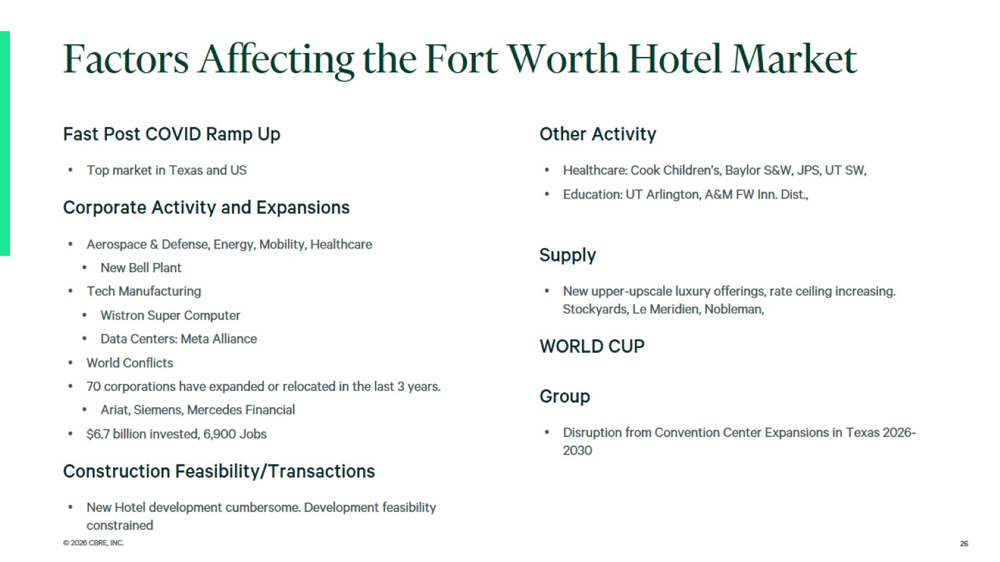 Factors Affecting the Fort Worth Hotel Market
Fast Post COVID Ramp Up
• Top market in Texas and US
Corporate Activity and Expansions
• Aerospace & Defense, Energy, Mobility, Healthcare
• New Bell Plant
• Tech Manufacturing
• Wistron Super Computer
• Data Centers: Meta Alliance
• World Conflicts
• 70 corporations have expanded or relocated in the last 3 years.
• Ariat, Siemens, Mercedes Financial
• $6.7 billion invested, 6,900 Jobs
Construction Feasibility/Transactions
• New Hotel development cumbersome. Development feasibility
constrained
Other Activity
• Healthcare: Cook Children’s, Baylor S&W, JPS, UT SW,
• Education: UT Arlington, A&M FW Inn. Dist.,
Supply
• New upper-upscale luxury offerings, rate ceiling increasing.
Stockyards, Le Meridien, Nobleman,
WORLD CUP
Group
• Disruption from Convention Center Expansions in Texas 2026-
2030
© 2026 CBRE, INC.
26